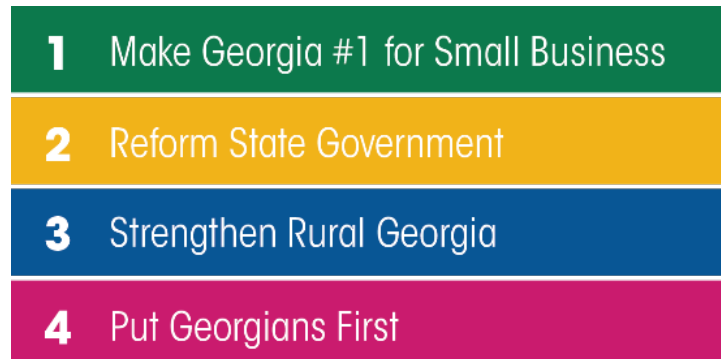 1 Make Georgia #1 for Small Business
2 Reform State Government
3 Strengthen Rural Georgia
4 Put Georgians First